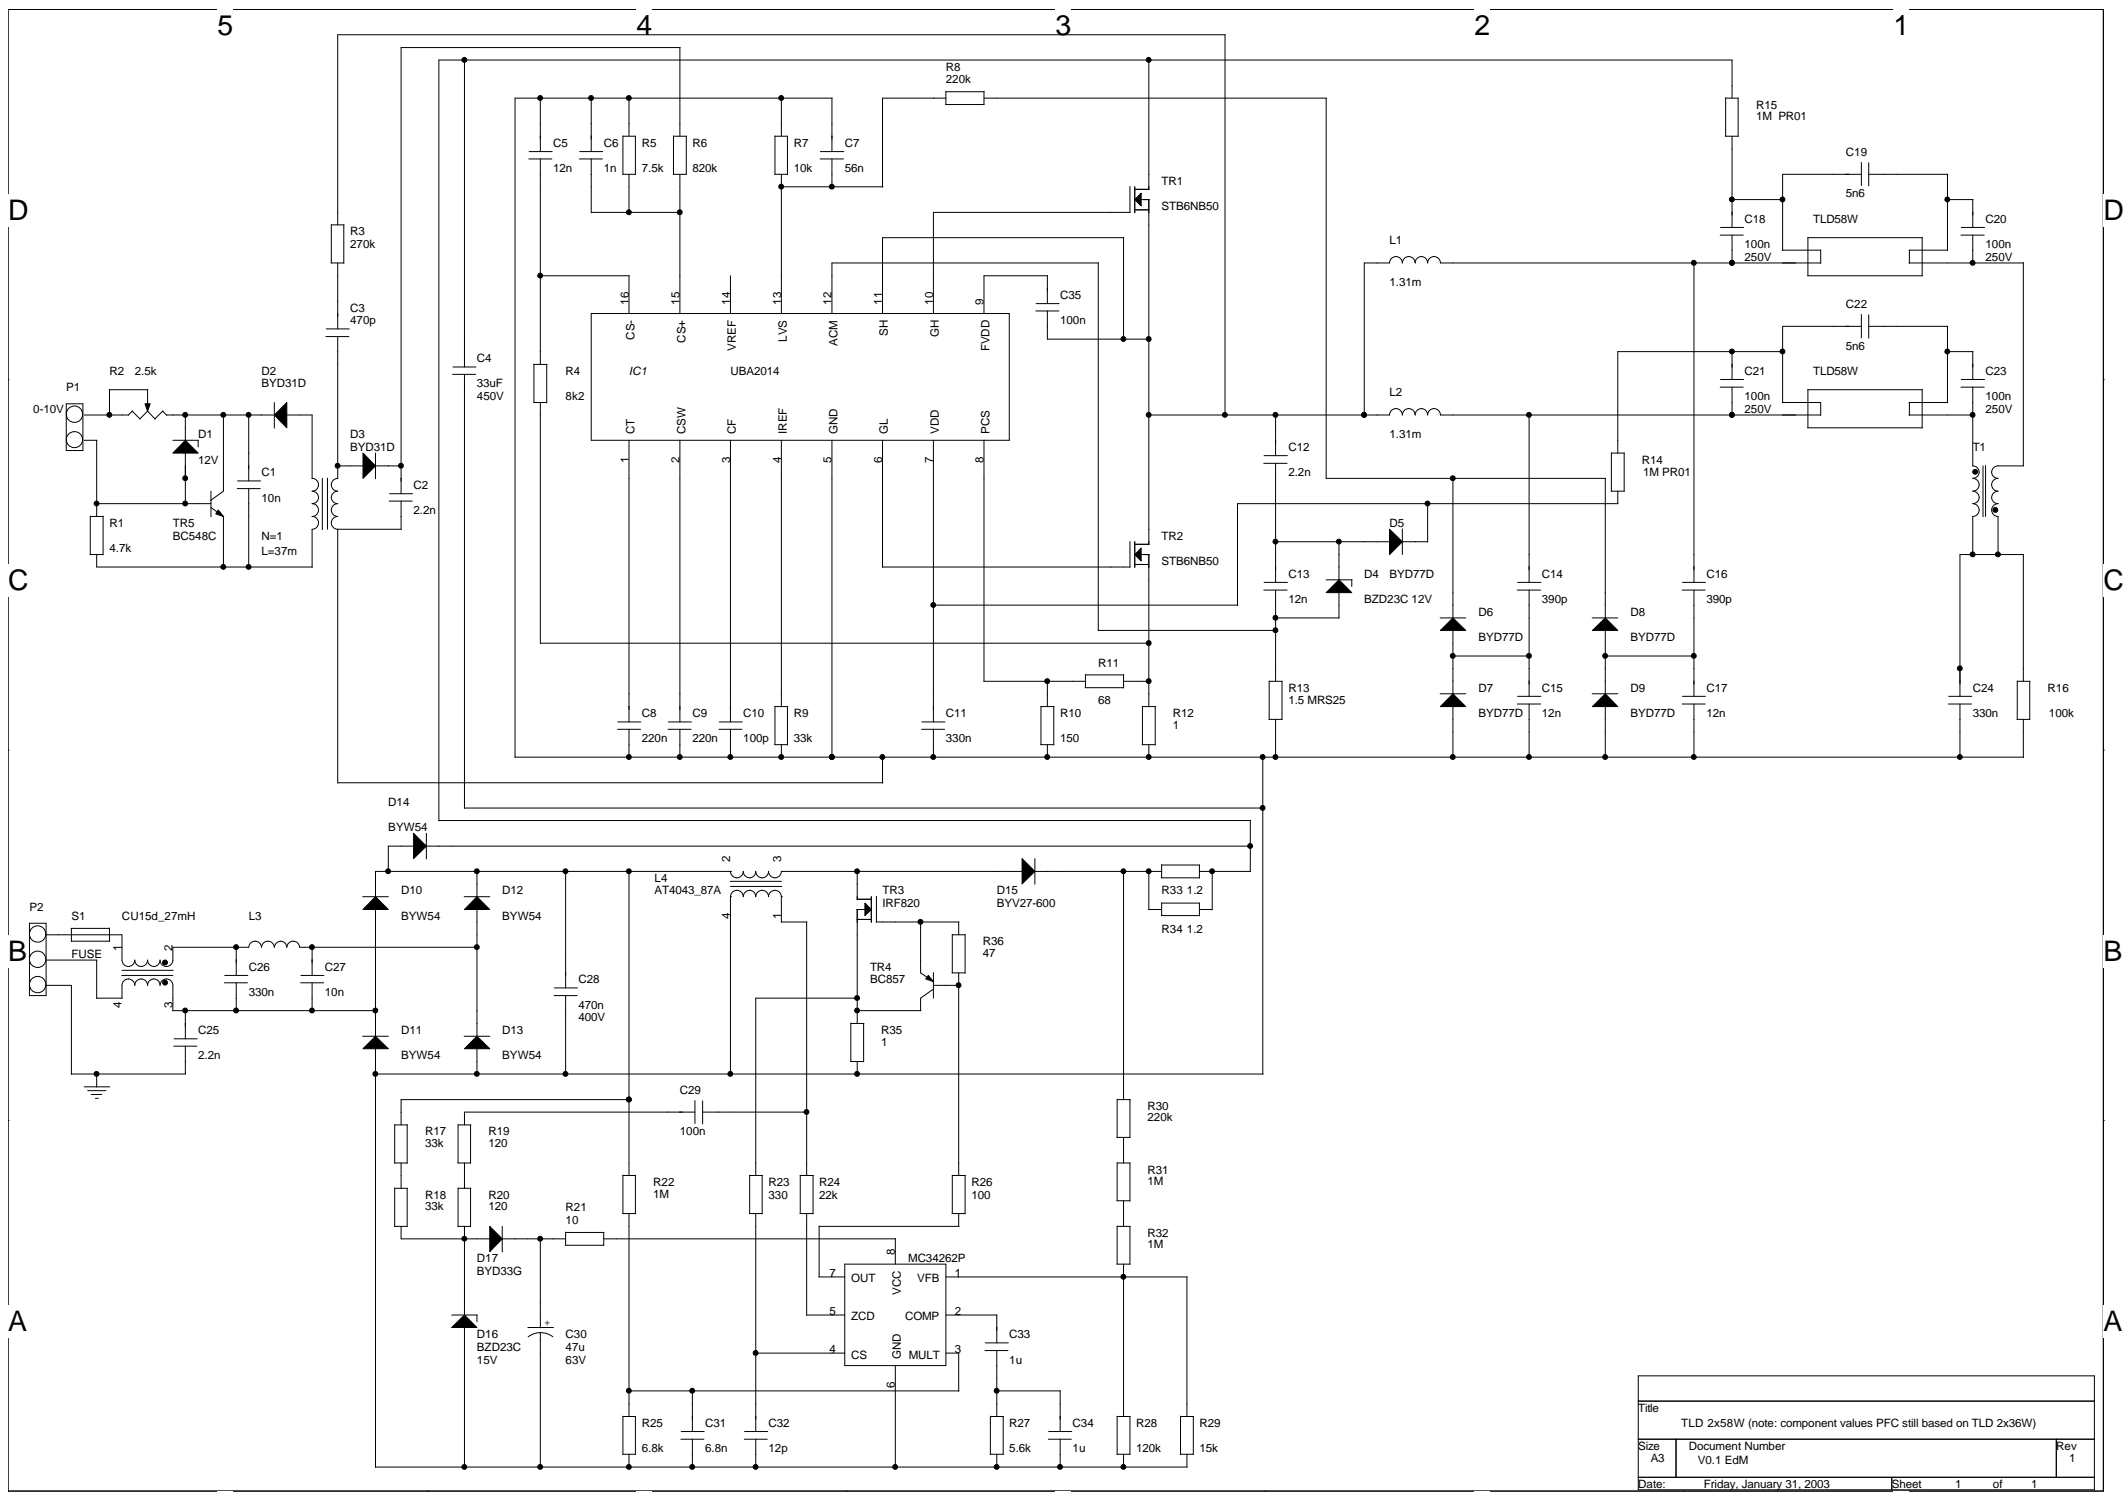 5
4
3
2
1
D
D
C
C
B
B
A
A
R8
220k
R15
1M PR01
C5
12n
C6
1n
R5
7.5k
R6
820k
R7
10k
C7
56n
TR1
STB6NB50
C19
5n6
C18
100n
250V
TLD58W
C20
100n
250V
R3
270k
C3
470p
L1
1.31m
C35
100n
16
15
14
13
12
11
10
9
CS-
CS+
VREF
LVS
ACM
SH
GH
FVDD
IC1
UBA2014
CT
CSW
CF
IREF
GND
GL
VDD
PCS
1
2
3
4
5
6
7
8
C22
5n6
C21
100n
250V
TLD58W
C23
100n
250V
C4
33uF
450V
R4
8k2
L2
1.31m
P1
0-10V
R2 2.5k
D2
BYD31D
D1
12V
D3
BYD31D
C1
10n
C2
2.2n
R1
4.7k
TR5
BC548C
N=1
L=37m
C12
2.2n
R14
1M PR01
T1
TR2
STB6NB50
D5
BYD77D
C13
12n
D4
BZD23C 12V
C14
390p
C16
390p
D6
BYD77D
D8
BYD77D
R11
68
R13
1.5 MRS25
D7
BYD77D
C15
12n
D9
BYD77D
C17
12n
C24
330n
R16
100k
C8
220n
C9
220n
C10
100p
R9
33k
C11
330n
R10
150
R12
1
D14
BYW54
L4
AT4043_87A
2
3
4
1
D10
BYW54
D12
BYW54
TR3
IRF820
D15
BYV27-600
R33 1.2
R34 1.2
P2
S1
FUSE
CU15d_27mH
1
2
4
3
L3
C26
330n
C27
10n
C28
470n
400V
TR4
BC857
R36
47
C25
2.2n
D11
BYW54
D13
BYW54
R35
1
C29
100n
R17
33k
R19
120
R30
220k
R18
33k
R20
120
R21
10
R22
1M
R23
330
R24
22k
R26
100
R31
1M
R32
1M
D17
BYD33G
D16
BZD23C
15V
+
C30
47u
63V
MC34262P
8
7
OUT
VCC
VFB
1
5
ZCD
COMP
2
4
CS
GND
MULT
3
6
C33
1u
R25
6.8k
C31
6.8n
C32
12p
R27
5.6k
C34
1u
R28
120k
R29
15k
Title
TLD 2x58W (note: component values PFC still based on TLD 2x36W)
Size
A3
Document Number
V0.1 EdM
Rev
1
Date: Friday, January 31, 2003 Sheet 1 of 1